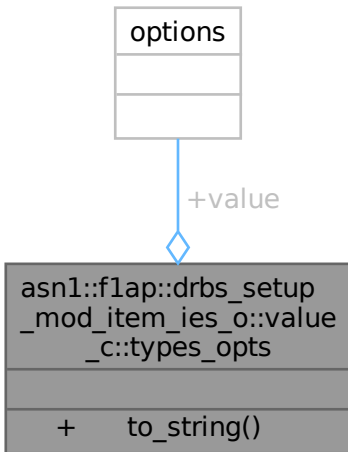 options
+value
asn1::f1ap::drbs_setup
_mod_item_ies_o::value
_c::types_opts
+ to_string()